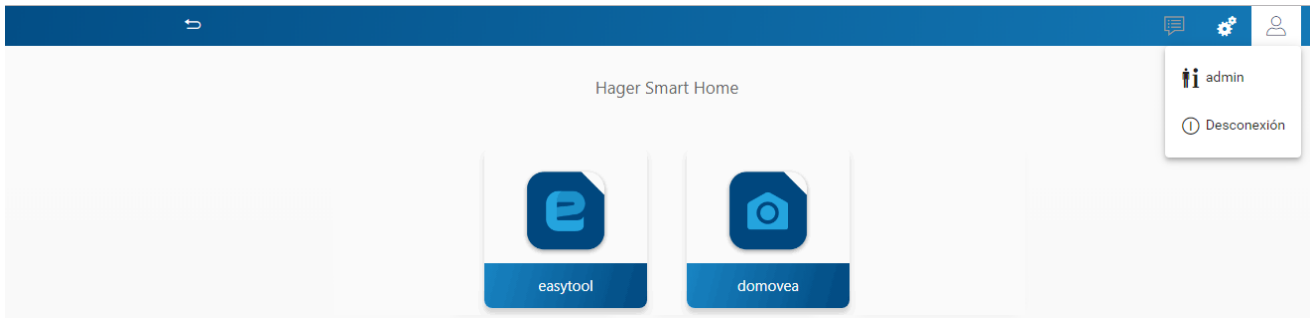 admin
Hager Smart Home
Desconexión
easytool
domovea